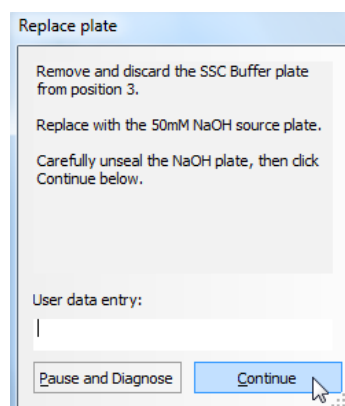 Replace plate
Remove and discard the SSC Buffer plate
from position 3.
Replace with the 50mM NaOH source plate.
Carefully unseal the NaOH plate, then click
Continue below.
User data entry:
Pause and Diagnose
Continue